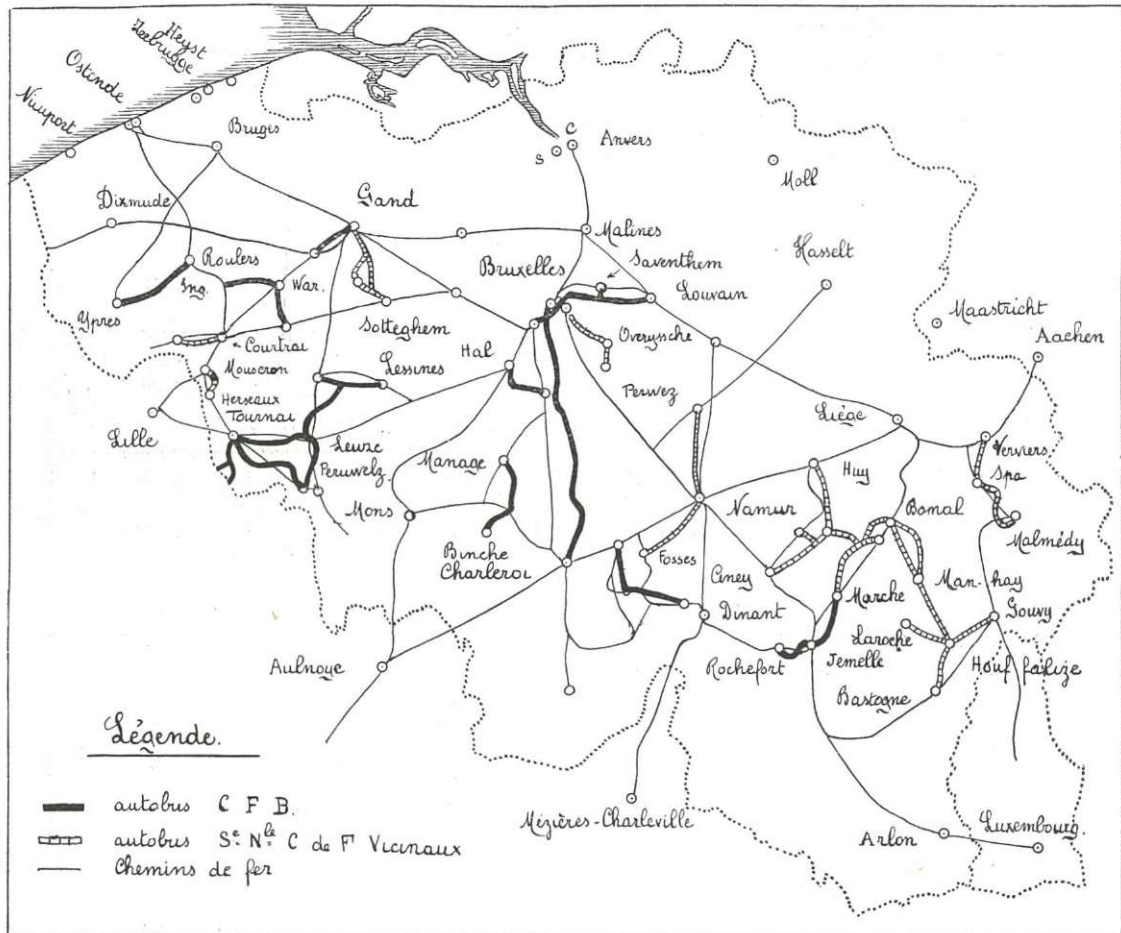 Heyst
Zeebrugge
Ostende
Nieuport
Bruges
C
S
Anvers
Moll
Dixmude
Gand
Malines
Hasselt
Saventhem
Bruxelles
Louvain
Roulers
Ing.
War.
Ypres
Maastricht
Aachen
Sotteghem
Overyssche
Courtrai
Hal
Lessines
Mouscron
Perwez
Herseaux
Tournai
Liège
Lille
Leuze
Peruwelz
Verviers
Manage
Huy
Spa
Mons
Namur
Bomal
Malmédy
Binche
Charleroi
Fosses
Ciney
Man-hay
Marche
Gouvy
Dinant
Laroche
Aulnoye
Rochefort
Jemelle
Houffalize
Bastogne
Légende.
autobus C F B.
autobus Sᵉ Nˡᵉ C de Fʳ Vicinaux
Chemins de fer
Mézières-Charleville
Arlon
Luxembourg.